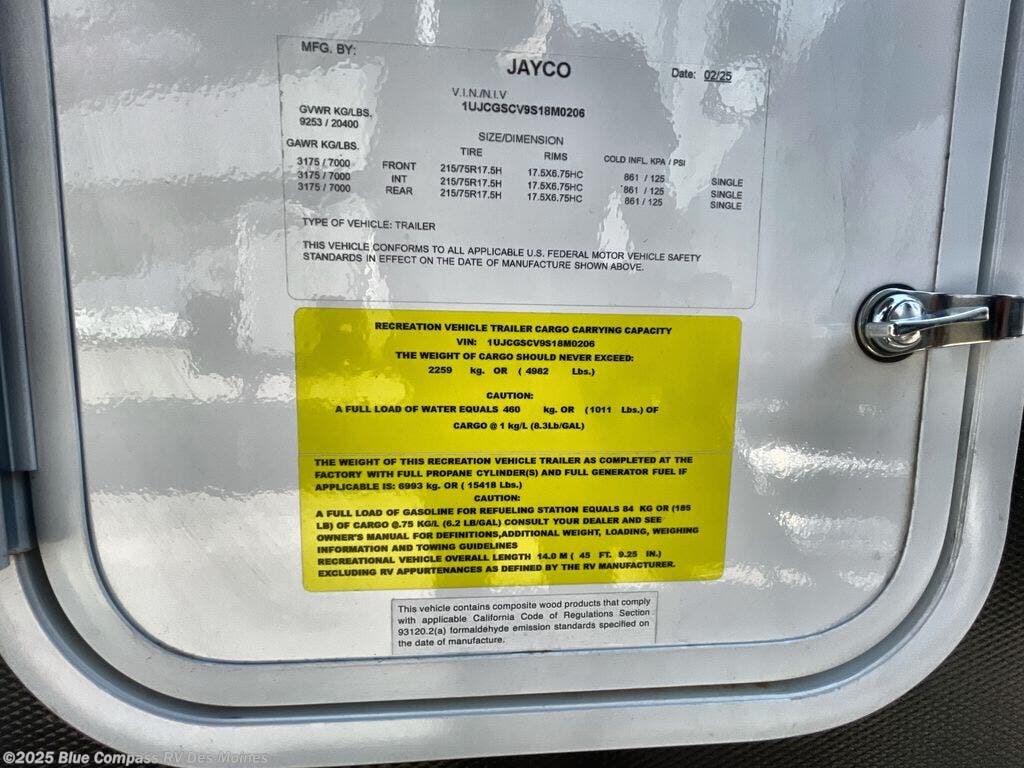 MFG. BY:
JAYCO
Date: 02/25
V.I.N./N.I.V
1UJCGSCV9S18M0206
GVWR KG/LBS.
9253 / 20400
SIZE/DIMENSION
GAWR KG/LBS. TIRE RIMS COLD INFL. KPA / PSI
3175 / 7000 FRONT 215/75R17.5H 17.5X6.75HC 861 / 125 SINGLE
3175 / 7000 INT 215/75R17.5H 17.5X6.75HC 861 / 125 SINGLE
3175 / 7000 REAR 215/75R17.5H 17.5X6.75HC 861 / 125 SINGLE
TYPE OF VEHICLE: TRAILER
THIS VEHICLE CONFORMS TO ALL APPLICABLE U.S. FEDERAL MOTOR VEHICLE SAFETY
STANDARDS IN EFFECT ON THE DATE OF MANUFACTURE SHOWN ABOVE.
RECREATION VEHICLE TRAILER CARGO CARRYING CAPACITY
VIN: 1UJCGSCV9S18M0206
THE WEIGHT OF CARGO SHOULD NEVER EXCEED:
2259 kg. OR ( 4982 Lbs.)
CAUTION:
A FULL LOAD OF WATER EQUALS 460 kg. OR (1011 Lbs.) OF
CARGO @ 1 kg/L (8.3Lb/GAL)
THE WEIGHT OF THIS RECREATION VEHICLE TRAILER AS COMPLETED AT THE
FACTORY WITH FULL PROPANE CYLINDER(S) AND FULL GENERATOR FUEL IF
APPLICABLE IS: 6993 kg. OR ( 15418 Lbs.)
CAUTION:
A FULL LOAD OF GASOLINE FOR REFUELING STATION EQUALS 84 KG OR (185
LB) OF CARGO @.75 KG/L (6.2 LB/GAL) CONSULT YOUR DEALER AND SEE
OWNER'S MANUAL FOR DEFINITIONS,ADDITIONAL WEIGHT, LOADING, WEIGHING
INFORMATION AND TOWING GUIDELINES
RECREATIONAL VEHICLE OVERALL LENGTH 14.0 M ( 45 FT. 9.25 IN.)
EXCLUDING RV APPURTENANCES AS DEFINED BY THE RV MANUFACTURER.
This vehicle contains composite wood products that comply
with applicable California Code of Regulations Section
93120.2(a) formaldehyde emission standards specified on
the date of manufacture.
©2025 Blue Compass RV Des Moines